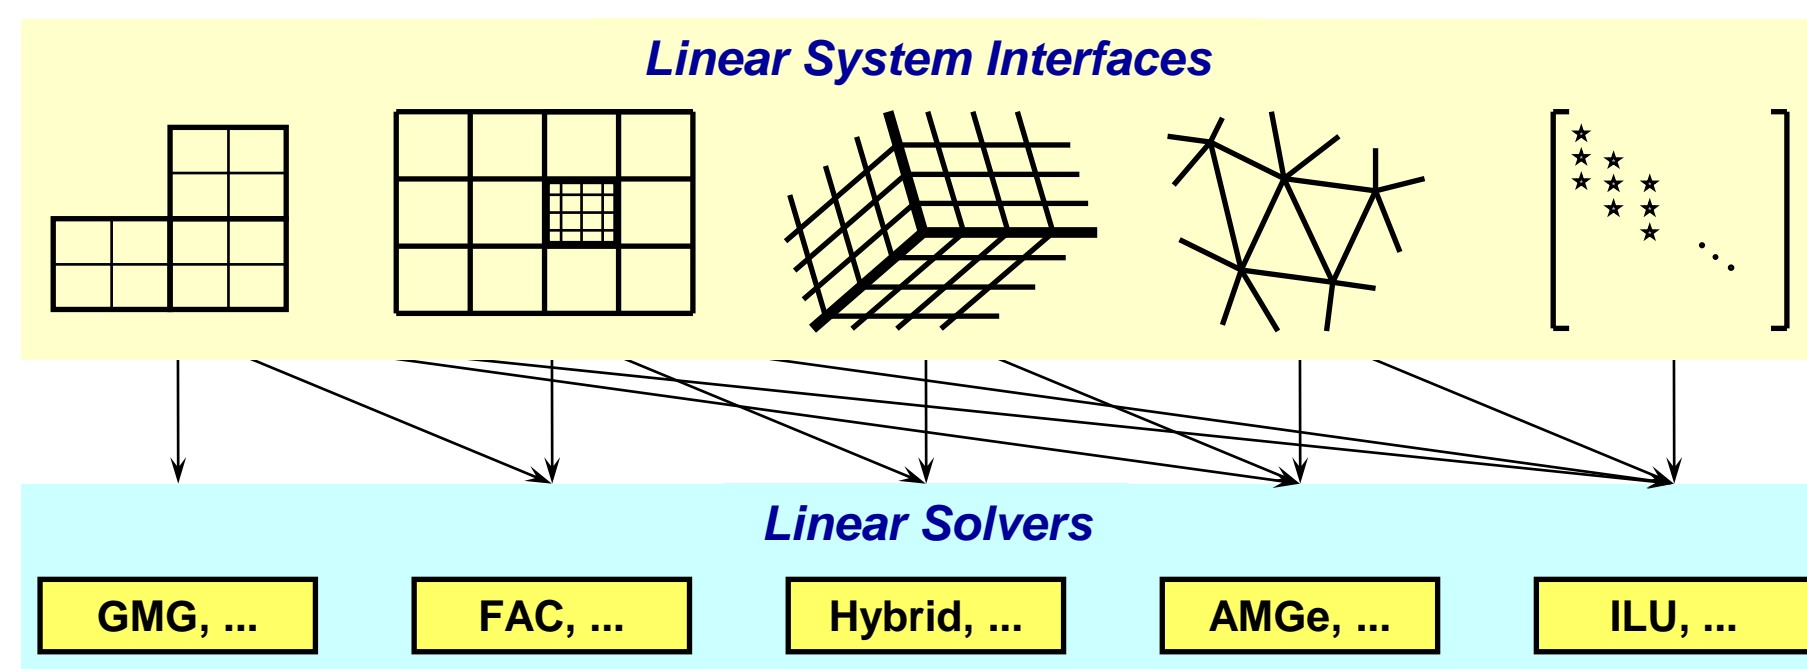 Linear System Interfaces
Linear Solvers
GMG, ...
FAC, ...
Hybrid, ...
AMGe, ...
ILU, ...